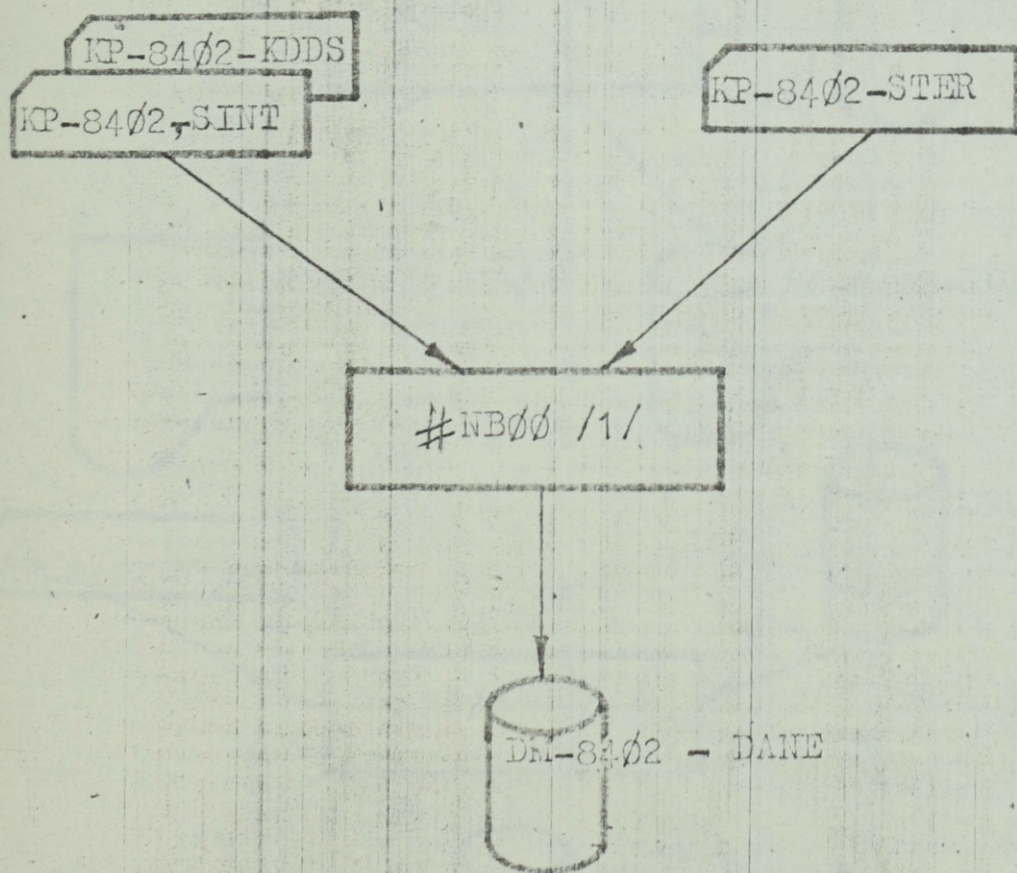 KP-84Ø2-KDDS
KP-84Ø2-SINT
KP-84Ø2-STER
#NBØØ /1/
DM-84Ø2 - DANE